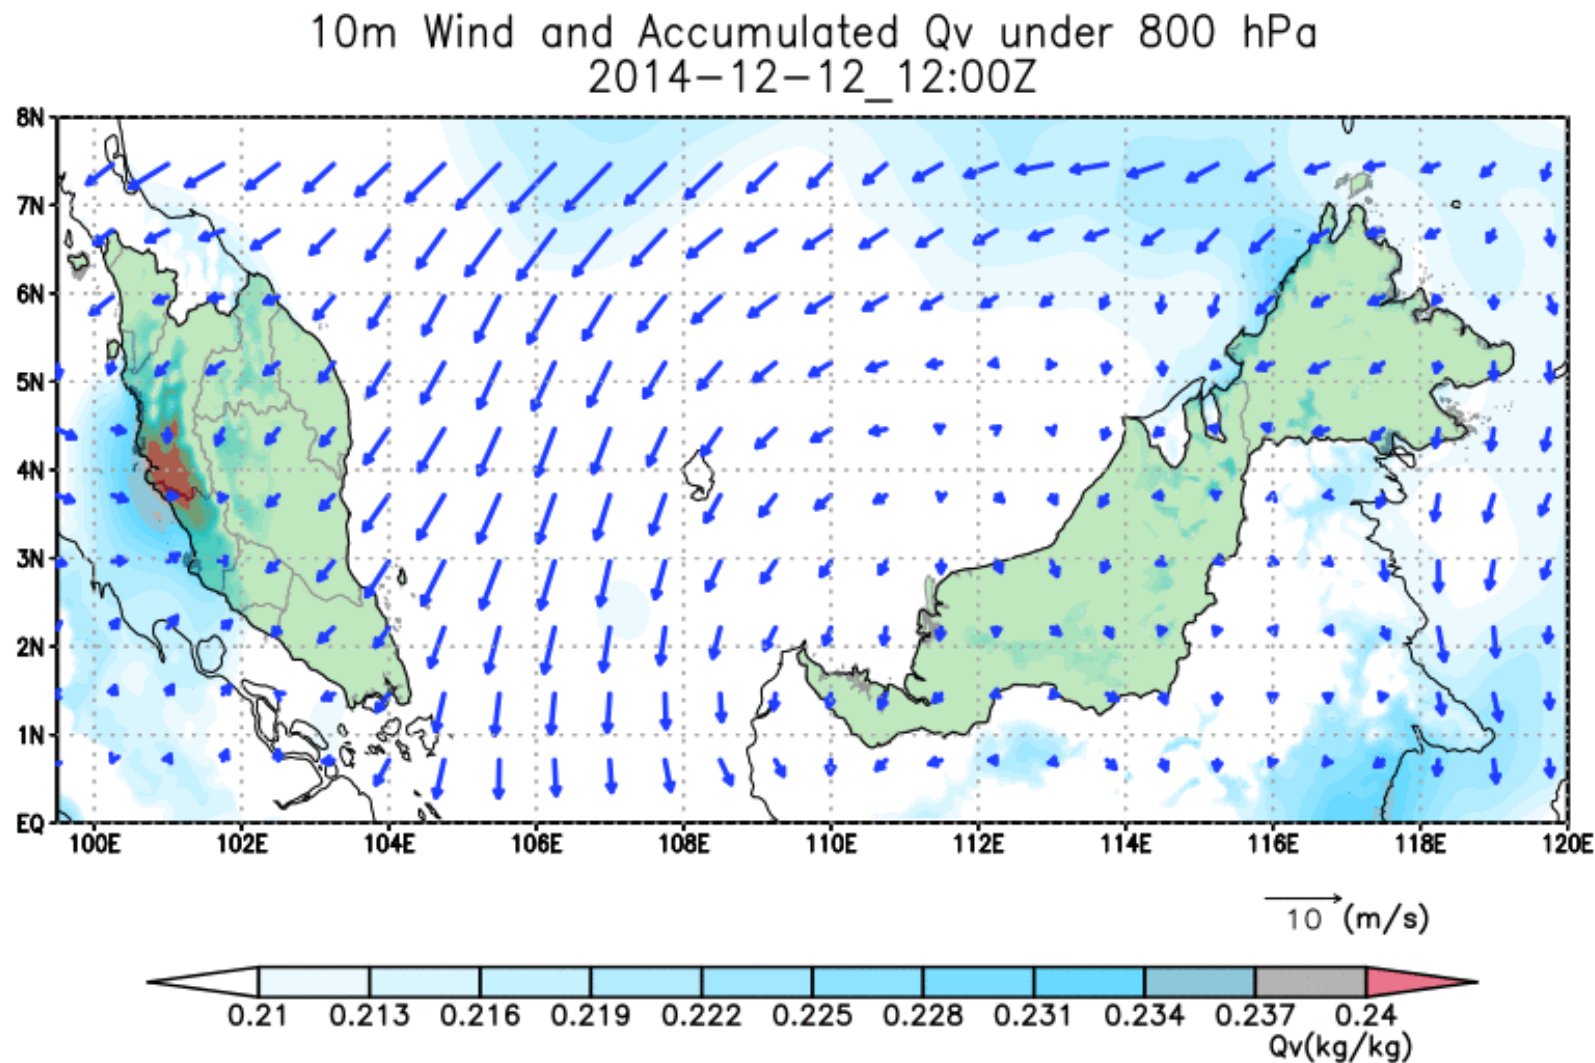 10m Wind and Accumulated Qv under 800 hPa
2014-12-12_12:00Z
8N
7N
6N
5N
4N
3N
2N
1N
EQ
100E 102E 104E 106E 108E 110E 112E 114E 116E 118E 120E
10 (m/s)
0.21 0.213 0.216 0.219 0.222 0.225 0.228 0.231 0.234 0.237 0.24
Qv(kg/kg)